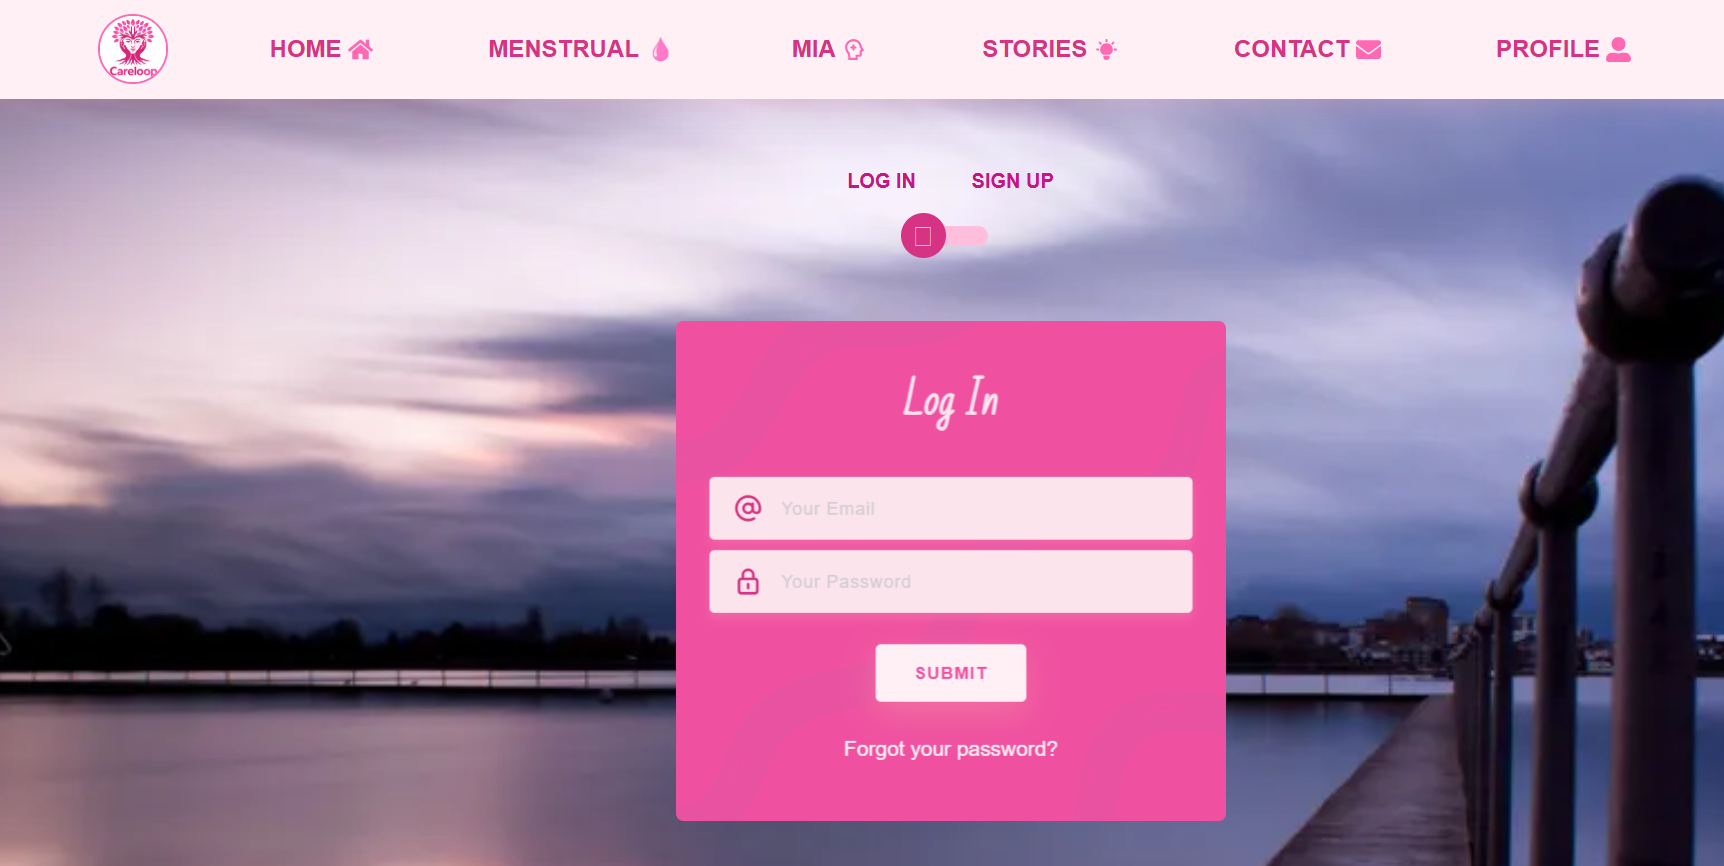 Careloop
HOME MENSTRUAL MIA STORIES CONTACT PROFILE
LOG IN SIGN UP
Log In
Your Email
Your Password
SUBMIT
Forgot your password?